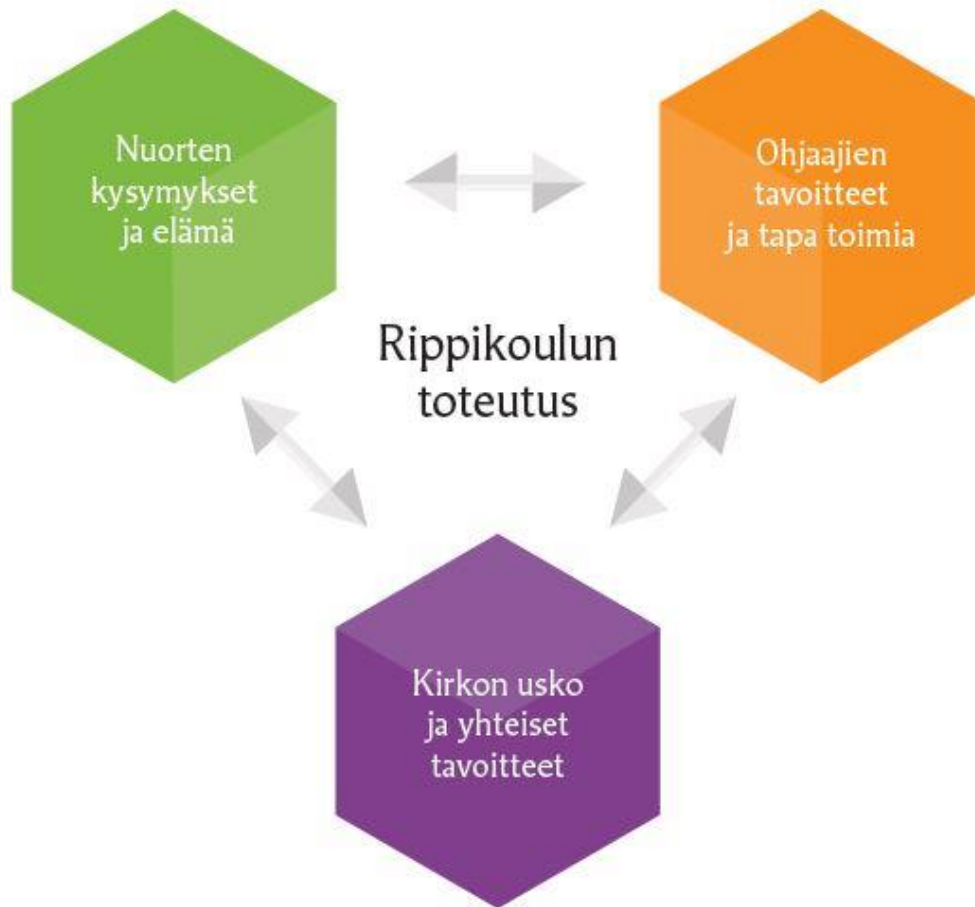 Nuorten
kysymykset
ja elämä
Ohjaajien
tavoitteet
ja tapa toimia
Rippikoulun
toteutus
Kirkon usko
ja yhteiset
tavoitteet